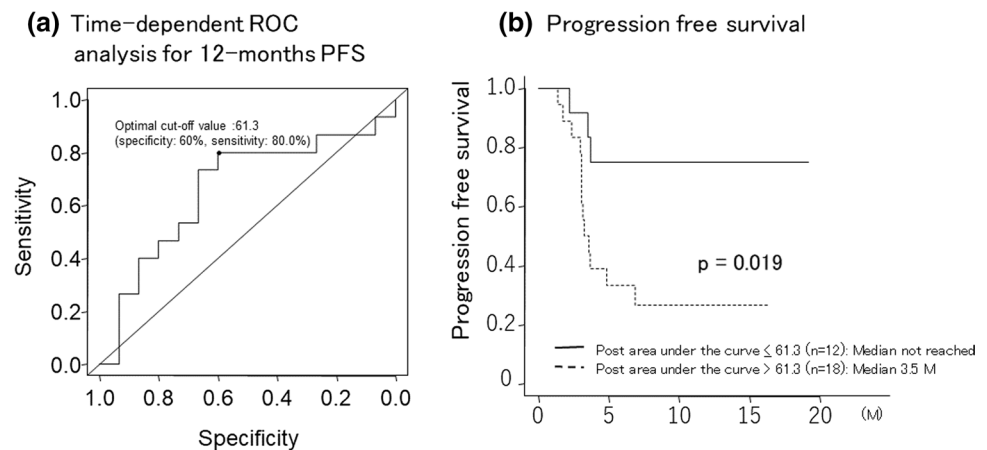 (a) Time-dependent ROC
analysis for 12-months PFS
Optimal cut-off value :61.3
(specificity: 60%, sensitivity: 80.0%)
Sensitivity
1.0
0.8
0.6
0.4
0.2
0.0
1.0 0.8 0.6 0.4 0.2 0.0
Specificity
(b) Progression free survival
Progression free survival
1.0
0.8
0.6
0.4
0.2
0
p = 0.019
Post area under the curve ≤ 61.3 (n=12): Median not reached
Post area under the curve > 61.3 (n=18): Median 3.5 M
0 5 10 15 20 (M)